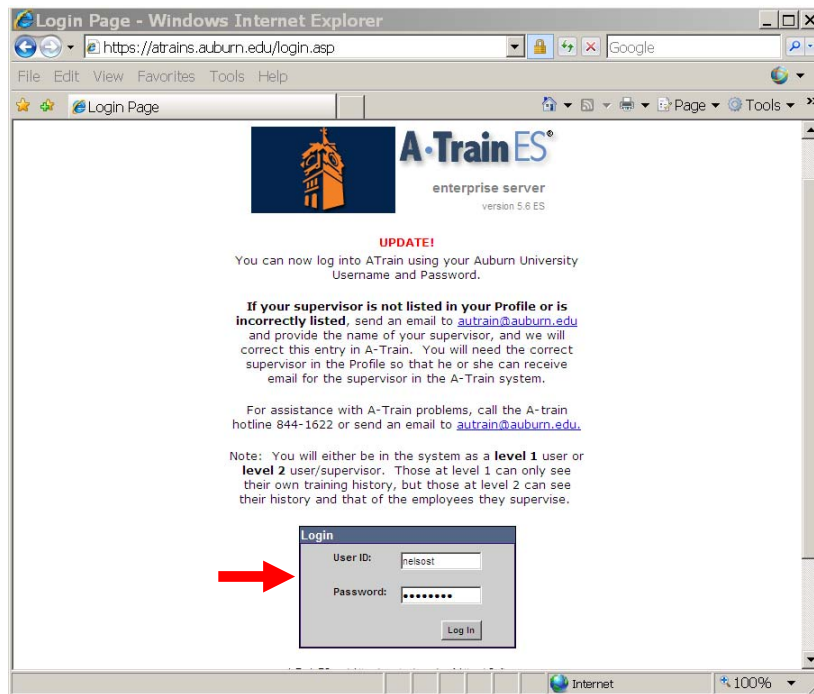 Login Page - Windows Internet Explorer
https://atrains.auburn.edu/login.asp
Google
File Edit View Favorites Tools Help
Login Page
Page
Tools
A·Train ES®
enterprise server
version 5.6 ES
UPDATE!
You can now log into ATrain using your Auburn University
Username and Password.
If your supervisor is not listed in your Profile or is
incorrectly listed, send an email to autrain@auburn.edu
and provide the name of your supervisor, and we will
correct this entry in A-Train. You will need the correct
supervisor in the Profile so that he or she can receive
email for the supervisor in the A-Train system.
For assistance with A-Train problems, call the A-train
hotline 844-1622 or send an email to autrain@auburn.edu.
Note: You will either be in the system as a level 1 user or
level 2 user/supervisor. Those at level 1 can only see
their own training history, but those at level 2 can see
their history and that of the employees they supervise.
Login
User ID: nelsost
Password: ••••••••
Log In
Internet
100%